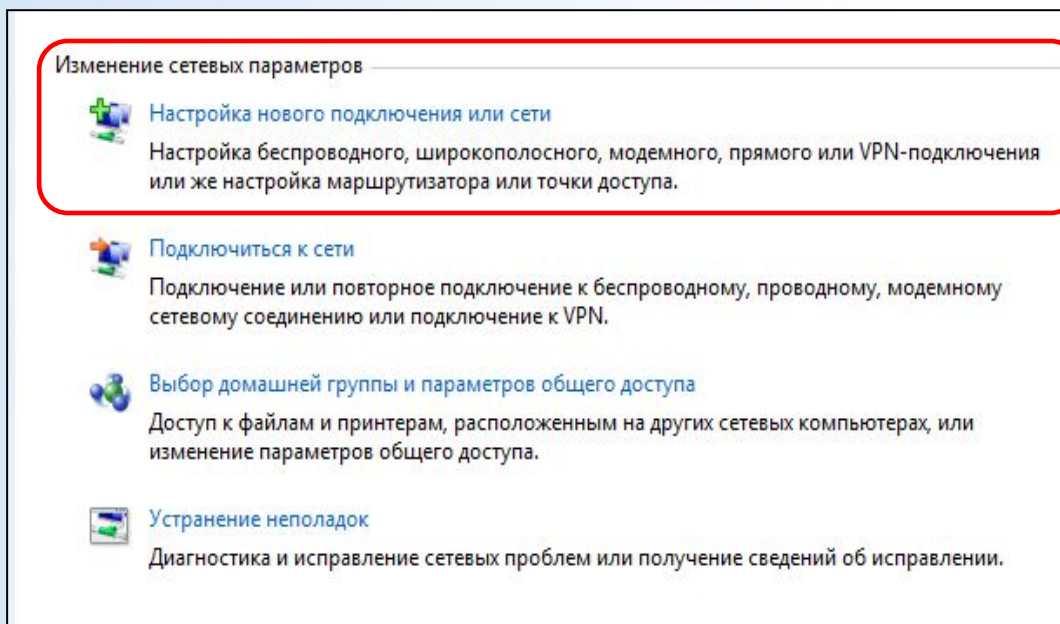 Изменение сетевых параметров
Настройка нового подключения или сети
Настройка беспроводного, широкополосного, модемного, прямого или VPN-подключения
или же настройка маршрутизатора или точки доступа.
Подключиться к сети
Подключение или повторное подключение к беспроводному, проводному, модемному
сетевому соединению или подключение к VPN.
Выбор домашней группы и параметров общего доступа
Доступ к файлам и принтерам, расположенным на других сетевых компьютерах, или
изменение параметров общего доступа.
Устранение неполадок
Диагностика и исправление сетевых проблем или получение сведений об исправлении.